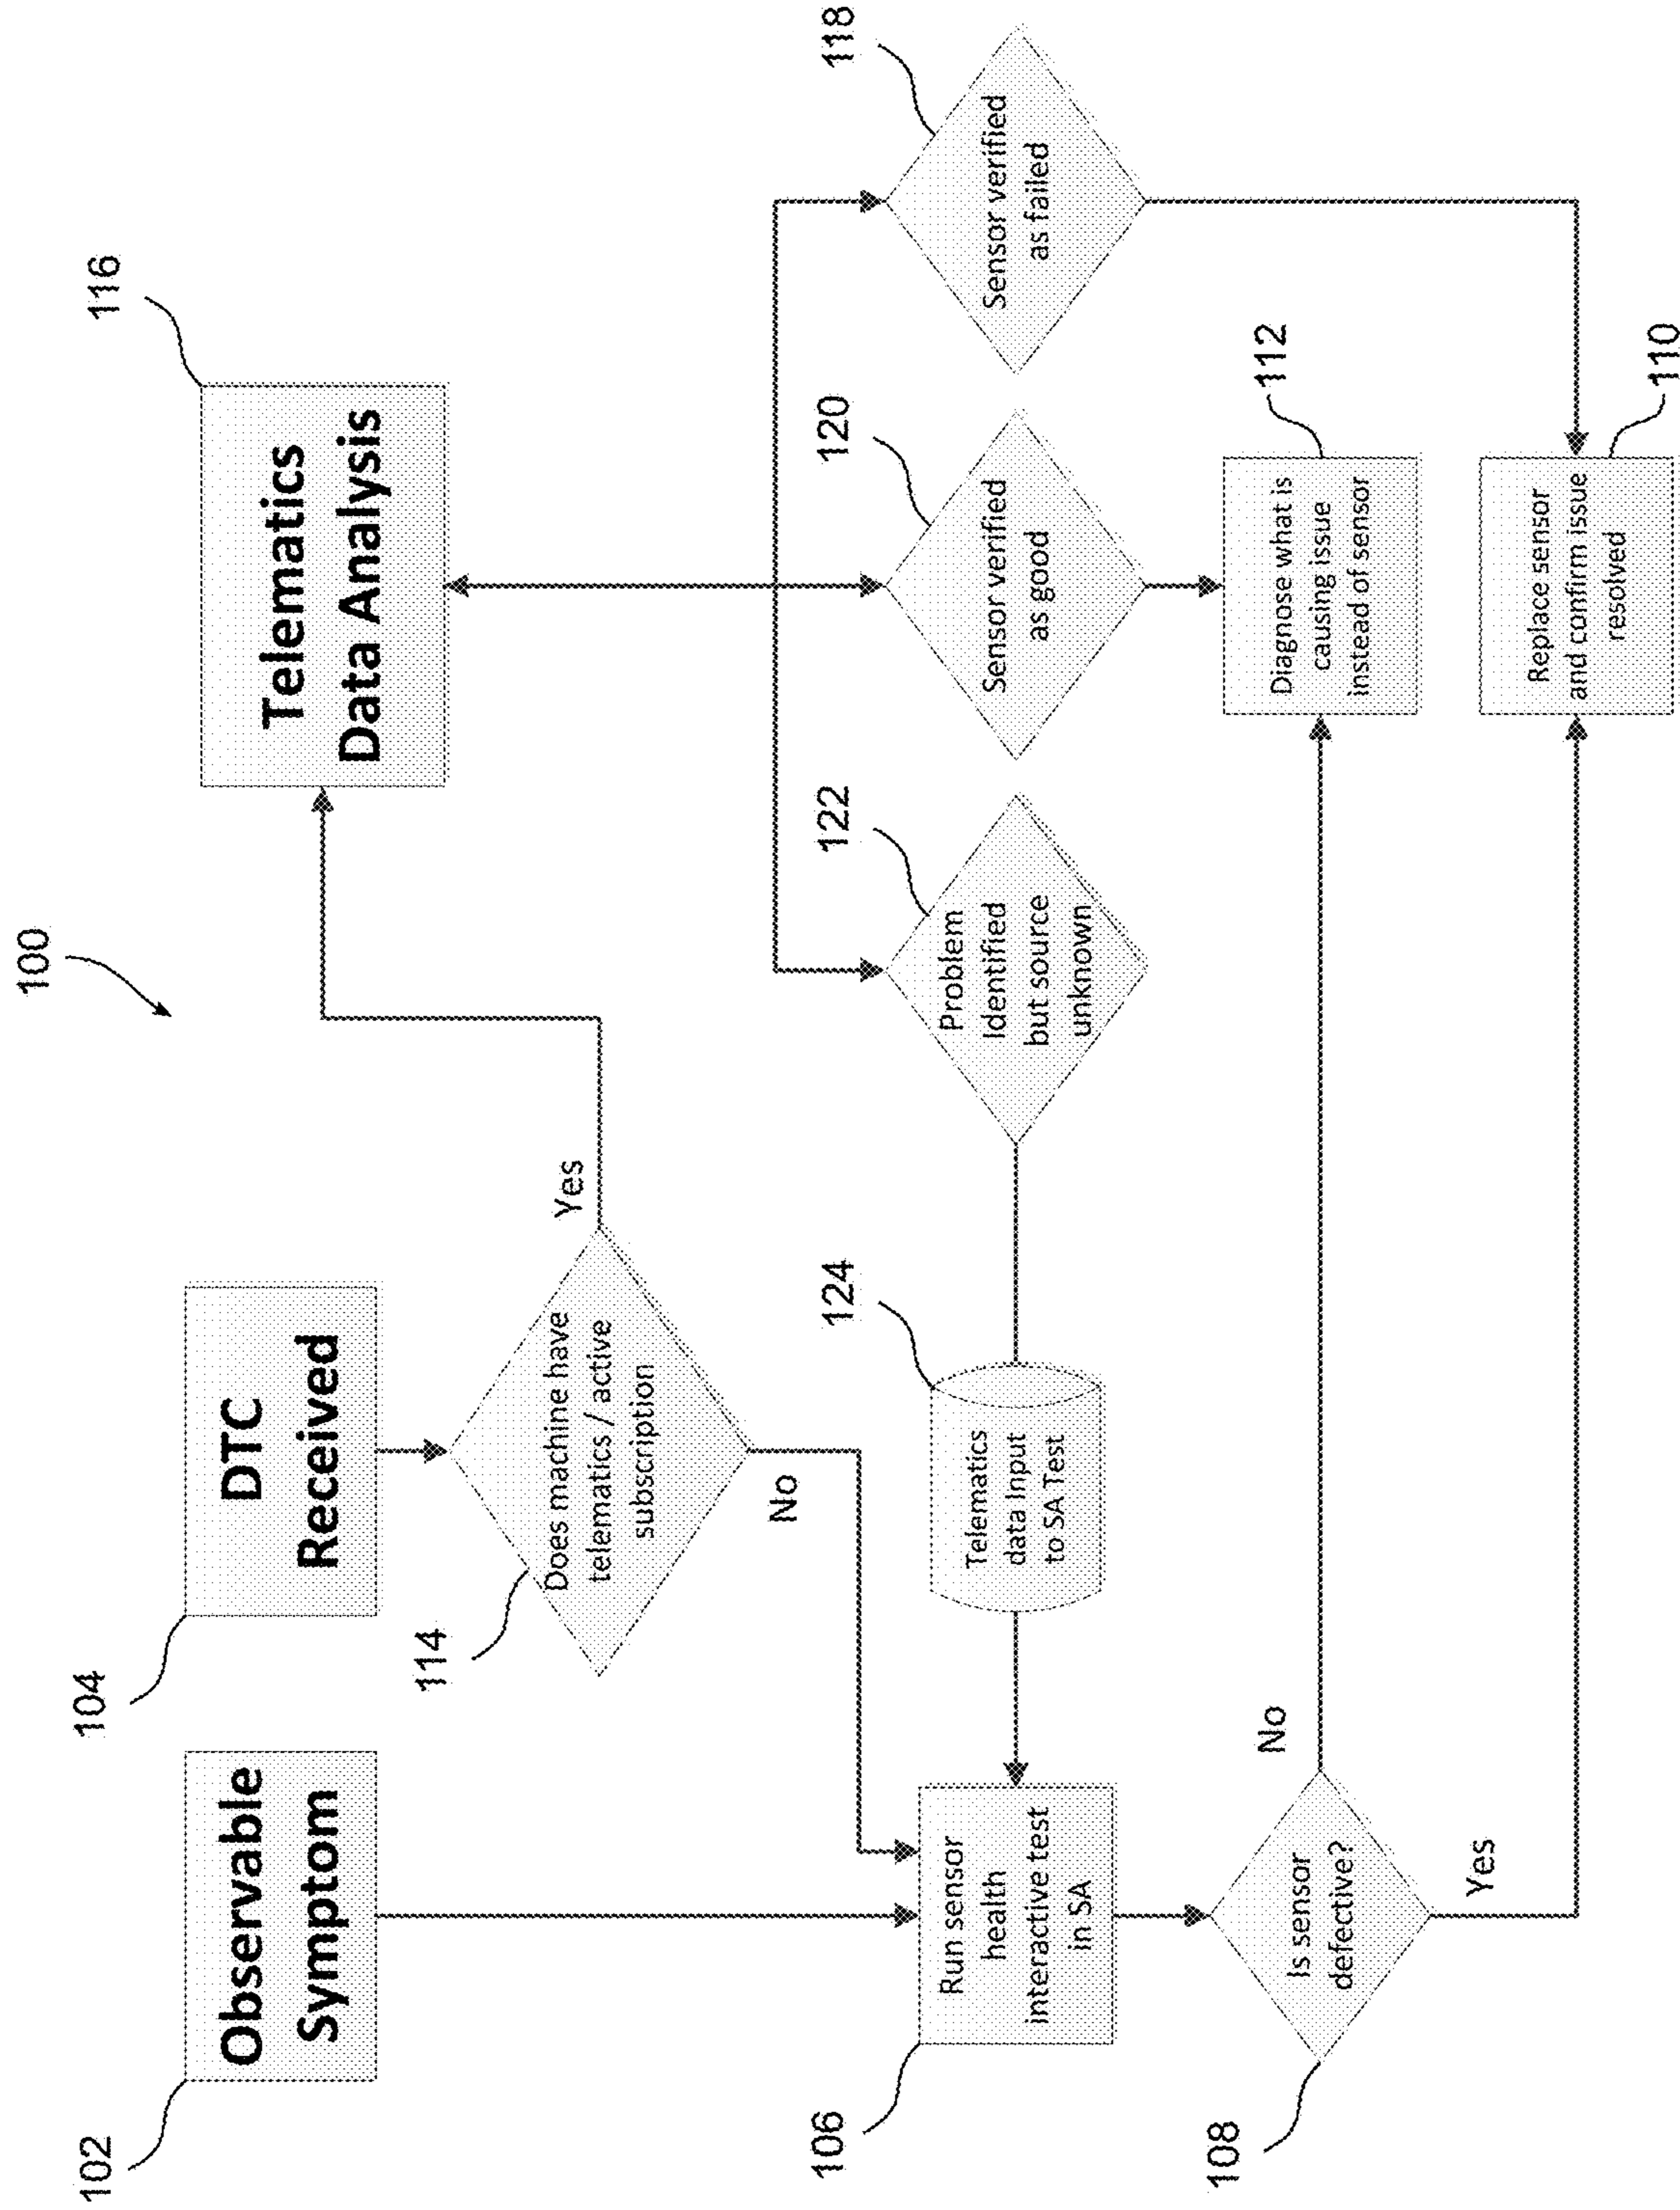 100
102
Observable
Symptom
104
DTC
Received
116
Telematics
Data Analysis
114
Does machine have
telematics / active
subscription
Yes
No
124
Telematics
data Input
to SA Test
122
Problem
Identified
but source
unknown
120
Sensor verified
as good
118
Sensor verified
as failed
106
Run sensor
health
interactive test
in SA
108
Is sensor
defective?
No
Yes
112
Diagnose what is
causing issue
instead of sensor
110
Replace sensor
and confirm issue
resolved